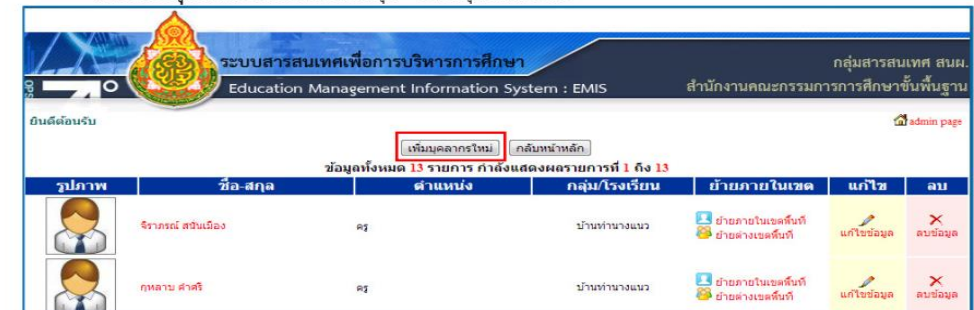 ระบบสารสนเทศเพื่อการบริหารการศึกษา
Education Management Information System : EMIS
กลุ่มสารสนเทศ สนผ.
สำนักงานคณะกรรมการการศึกษาขั้นพื้นฐาน
ยินดีต้อนรับ
admin page
เพิ่มบุคลากรใหม่ กลับหน้าหลัก
ข้อมูลทั้งหมด 13 รายการ กำลังแสดงผลรายการที่ 1 ถึง 13
รูปภาพ ชื่อ-สกุล ตำแหน่ง กลุ่ม/โรงเรียน ย้ายภายในเขต แก้ไข ลบ
จิราภรณ์ สนั่นเมือง ครู บ้านท่านางแนว ย้ายภายในเขตพื้นที่
ย้ายต่างเขตพื้นที่ แก้ไขข้อมูล ลบข้อมูล
กุหลาบ คำศรี ครู บ้านท่านางแนว ย้ายภายในเขตพื้นที่
ย้ายต่างเขตพื้นที่ แก้ไขข้อมูล ลบข้อมูล